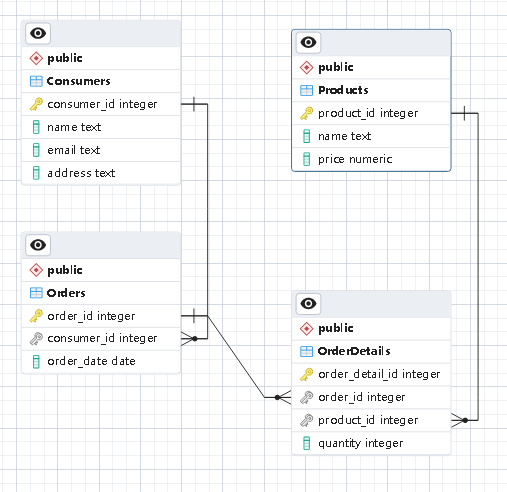 public
Consumers
consumer_id integer
name text
email text
address text
public
Products
product_id integer
name text
price numeric
public
Orders
order_id integer
consumer_id integer
order_date date
public
OrderDetails
order_detail_id integer
order_id integer
product_id integer
quantity integer